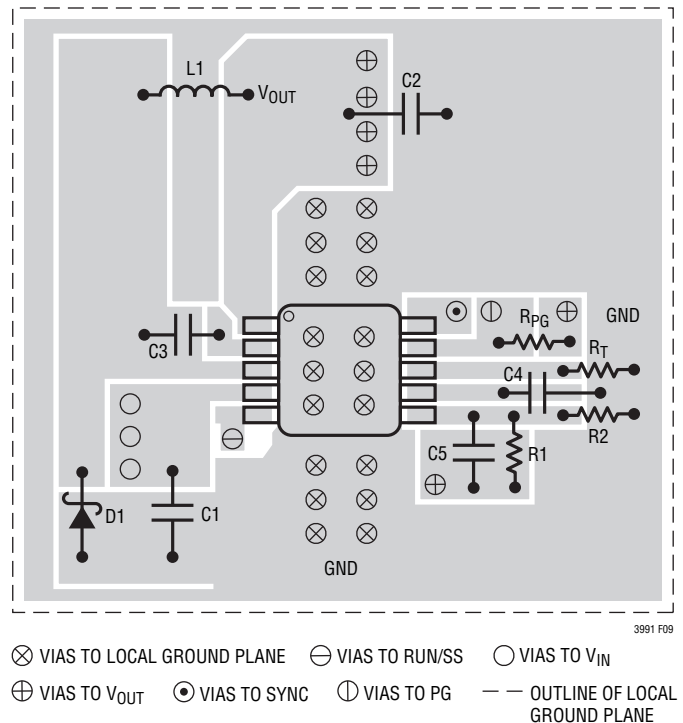 L1
VOUT
C2
C3
RPG
GND
RT
C4
R2
C5
R1
D1
C1
GND
3991 F09
VIAS TO LOCAL GROUND PLANE
VIAS TO RUN/SS
VIAS TO VIN
VIAS TO VOUT
VIAS TO SYNC
VIAS TO PG
OUTLINE OF LOCAL
GROUND PLANE